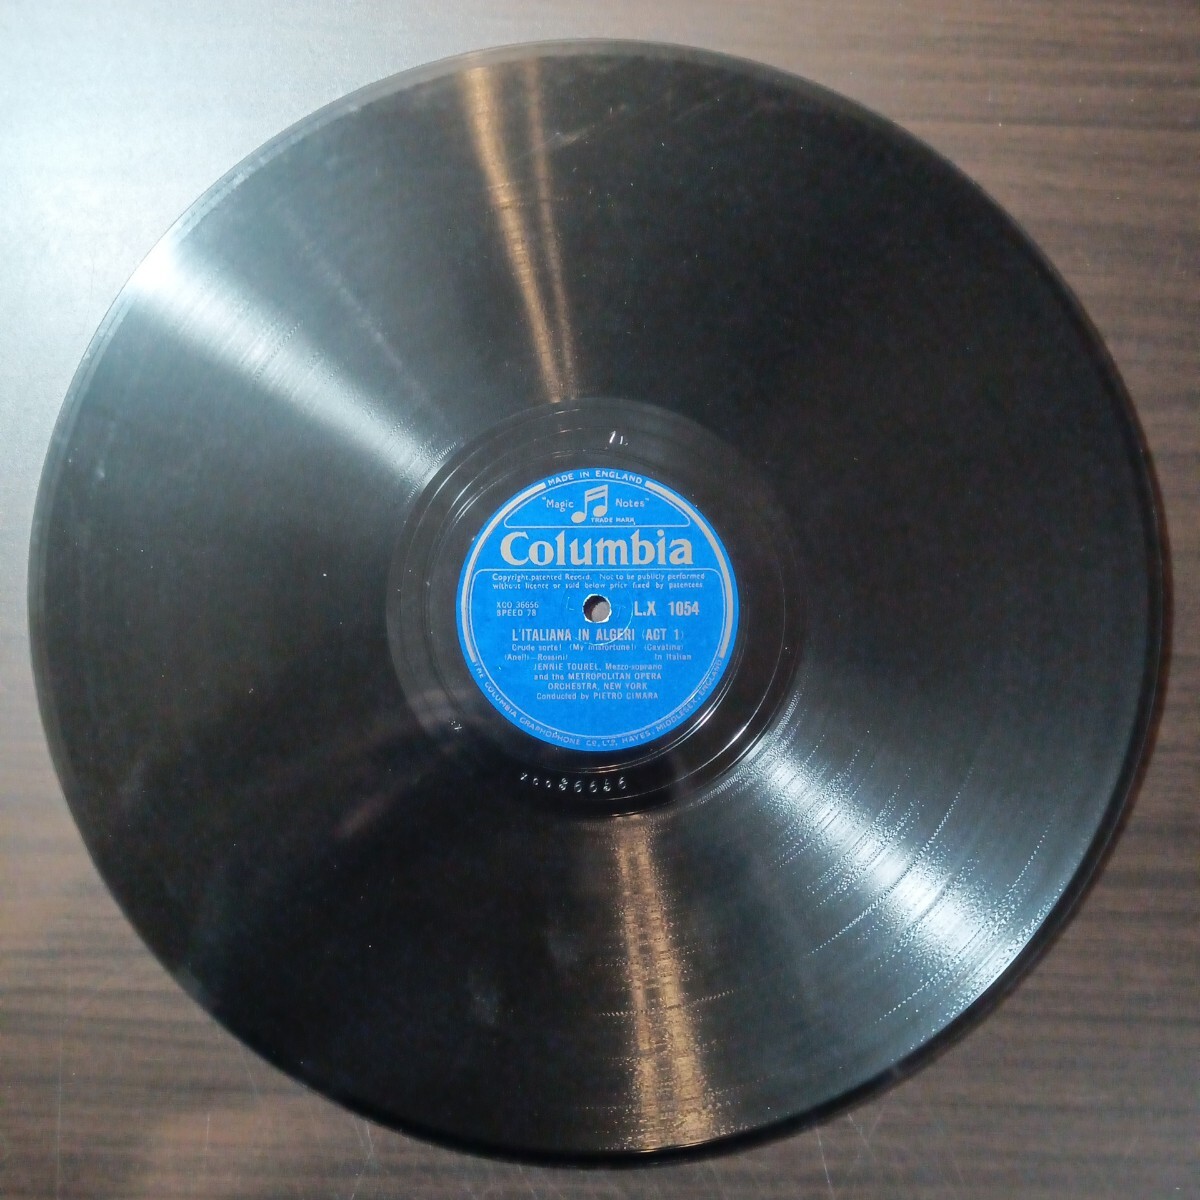 MADE IN ENGLAND
"Magic Notes"
TRADE MARK
Columbia
Copyright, patented Record. Not to be publicly performed
without licence or sold below price fixed by patentees
XCO 36656 L.X 1054
SPEED 78
L'ITALIANA IN ALGERI (ACT 1)
Crude sorte! (My misfortune!) (Cavatina)
(Anelli—Rossini) In Italian
JENNIE TOUREL, Mezzo-soprano
and the METROPOLITAN OPERA
ORCHESTRA, NEW YORK
Conducted by PIETRO CIMARA
THE COLUMBIA GRAPHOPHONE CO., LTD., HAYES, MIDDLESEX, ENGLAND
XCO36656